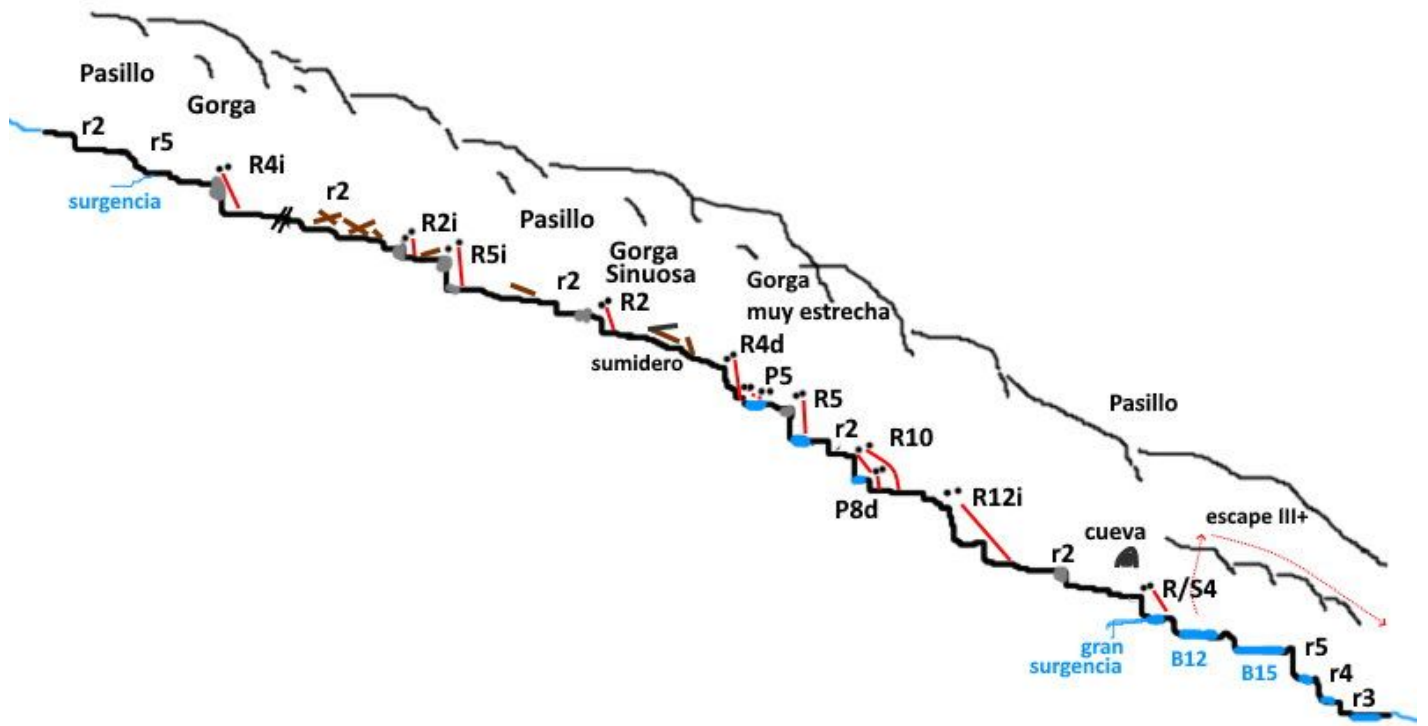 Pasillo
Gorga
r2
r5
surgencia
R4i
r2
R2i
R5i
Pasillo
r2
Gorga
Sinuosa
R2
sumidero
Gorga
muy estrecha
R4d
P5
R5
r2
R10
P8d
R12i
Pasillo
r2
cueva
escape III+
R/S4
gran
surgencia
B12
B15
r5
r4
r3